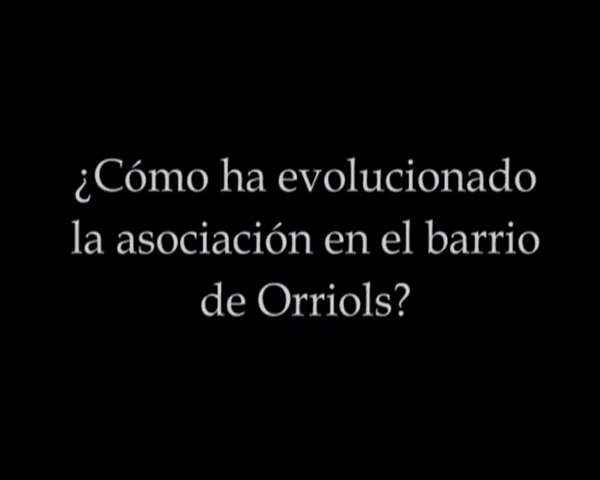 ¿Cómo ha evolucionado
la asociación en el barrio
de Orriols?